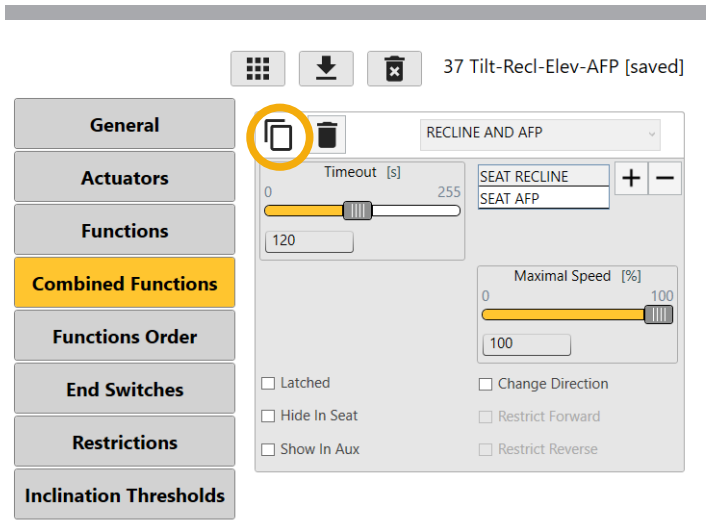 37 Tilt-Recl-Elev-AFP [saved]
General
Actuators
Functions
Combined Functions
Functions Order
End Switches
Restrictions
Inclination Thresholds
RECLINE AND AFP
Timeout [s]
0 255
120
SEAT RECLINE
SEAT AFP
Maximal Speed [%]
0 100
100
Latched
Hide In Seat
Show In Aux
Change Direction
Restrict Forward
Restrict Reverse